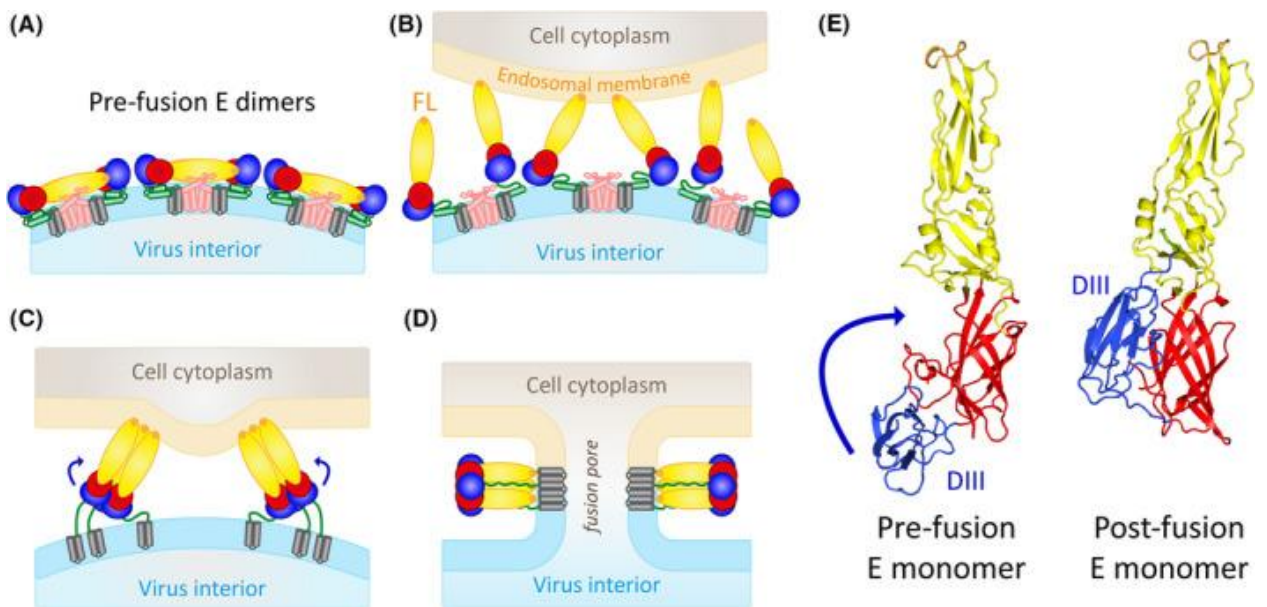 (A)
Pre-fusion E dimers
Virus interior
(B)
Cell cytoplasm
Endosomal membrane
FL
Virus interior
(C)
Cell cytoplasm
Virus interior
(D)
Cell cytoplasm
fusion pore
Virus interior
(E)
DIII
DIII
Pre-fusion
E monomer
Post-fusion
E monomer